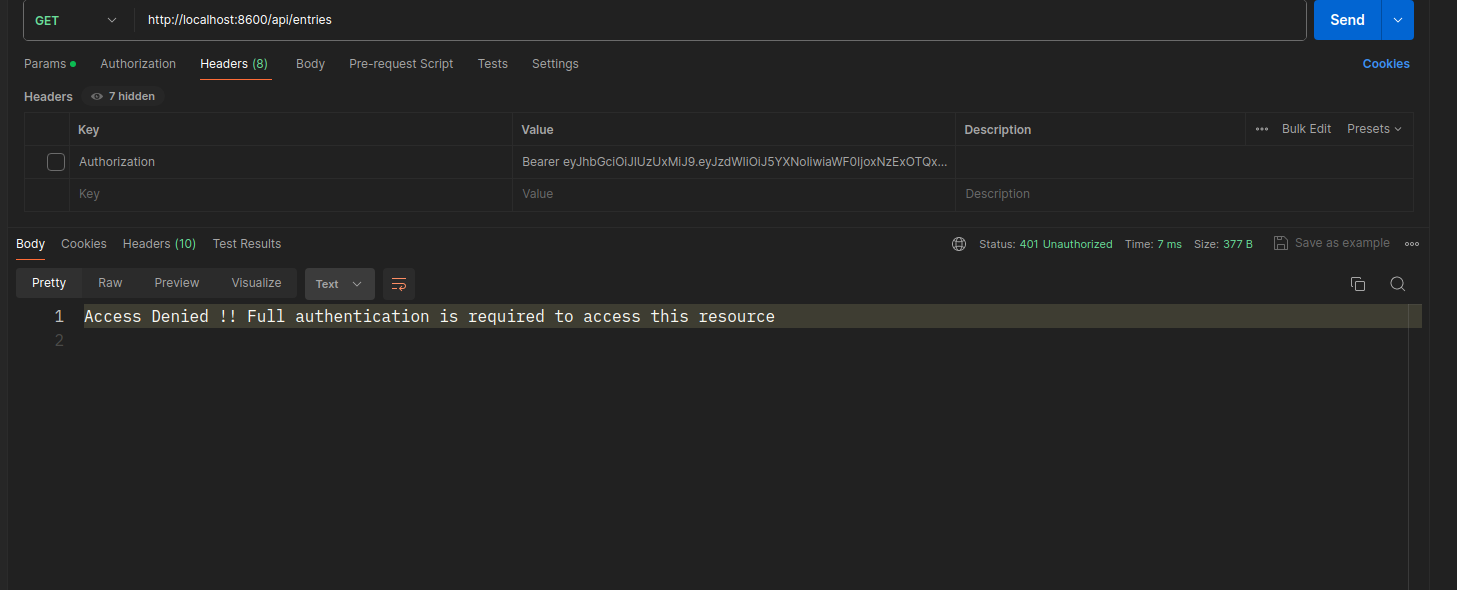 GET http://localhost:8600/api/entries Send
Params Authorization Headers (8) Body Pre-request Script Tests Settings Cookies
Headers 7 hidden
Key Value Description Bulk Edit Presets
Authorization Bearer eyJhbGciOiJIUzUxMiJ9.eyJzdWIiOiJ5YXNoIiwiaWF0IjoxNzExOTQx...
Key Value Description
Body Cookies Headers (10) Test Results Status: 401 Unauthorized Time: 7 ms Size: 377 B Save as example
Pretty Raw Preview Visualize Text
1 Access Denied !! Full authentication is required to access this resource
2